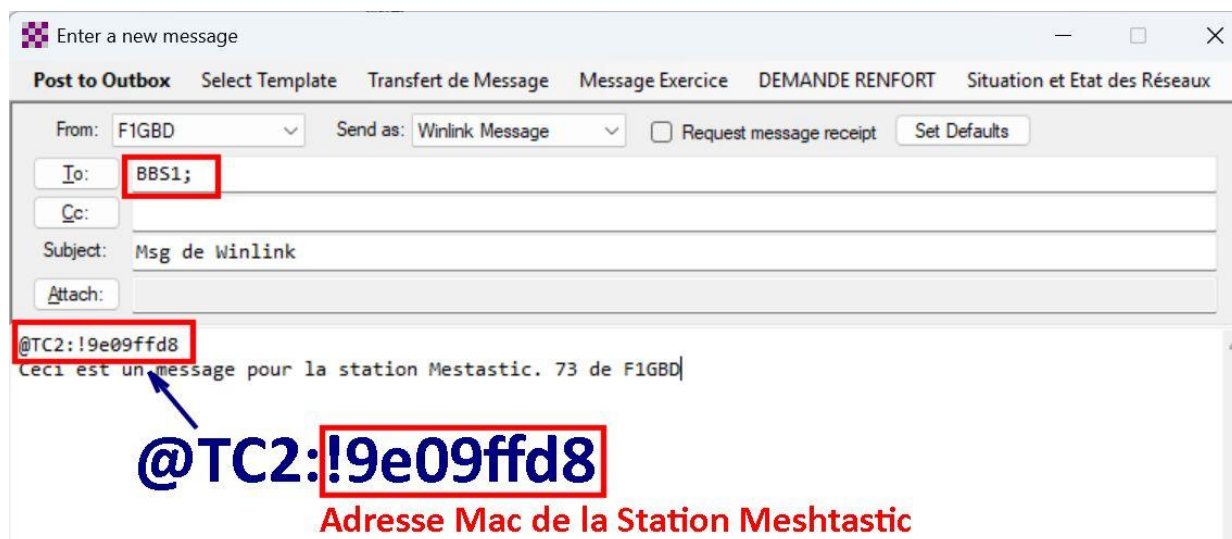 Enter a new message
Post to Outbox Select Template Transfert de Message Message Exercice DEMANDE RENFORT Situation et Etat des Réseaux
From: F1GBD Send as: Winlink Message Request message receipt Set Defaults
To: BBS1;
Cc:
Subject: Msg de Winlink
Attach:
@TC2:!9e09ffd8
Ceci est un message pour la station Mestastic. 73 de F1GBD
@TC2:!9e09ffd8
Adresse Mac de la Station Meshtastic